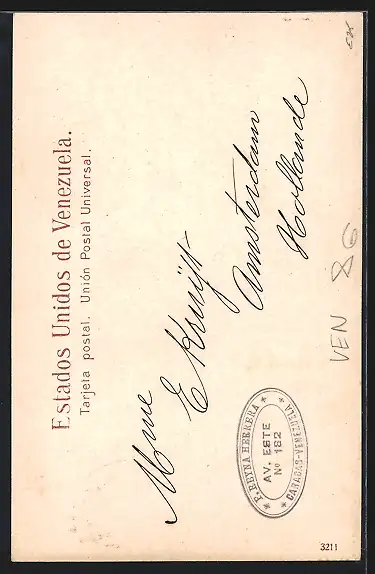 Estados Unidos de Venezuela.
Tarjeta postal. Unión Postal Universal.
Mme
E Kruÿt
Amsterdam
Hollande
* P. REYNA HERRERA *
AV. ESTE
Nº 182
CARACAS-VENEZUELA
VEN 86
3211